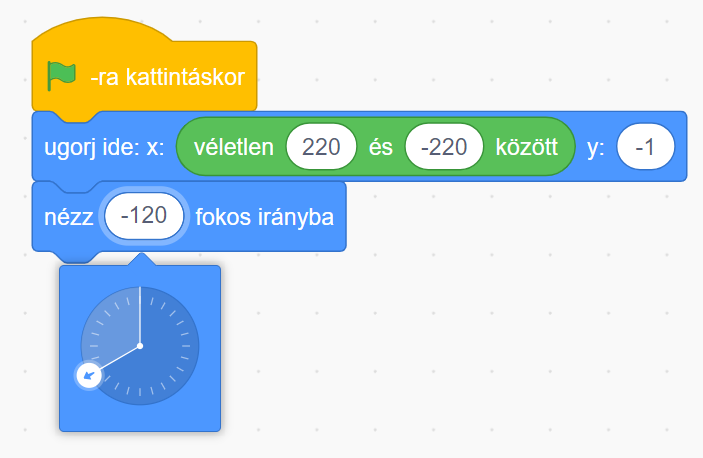 -ra kattintáskor
ugorj ide: x: véletlen 220 és -220 között y: -1
nézz -120 fokos irányba